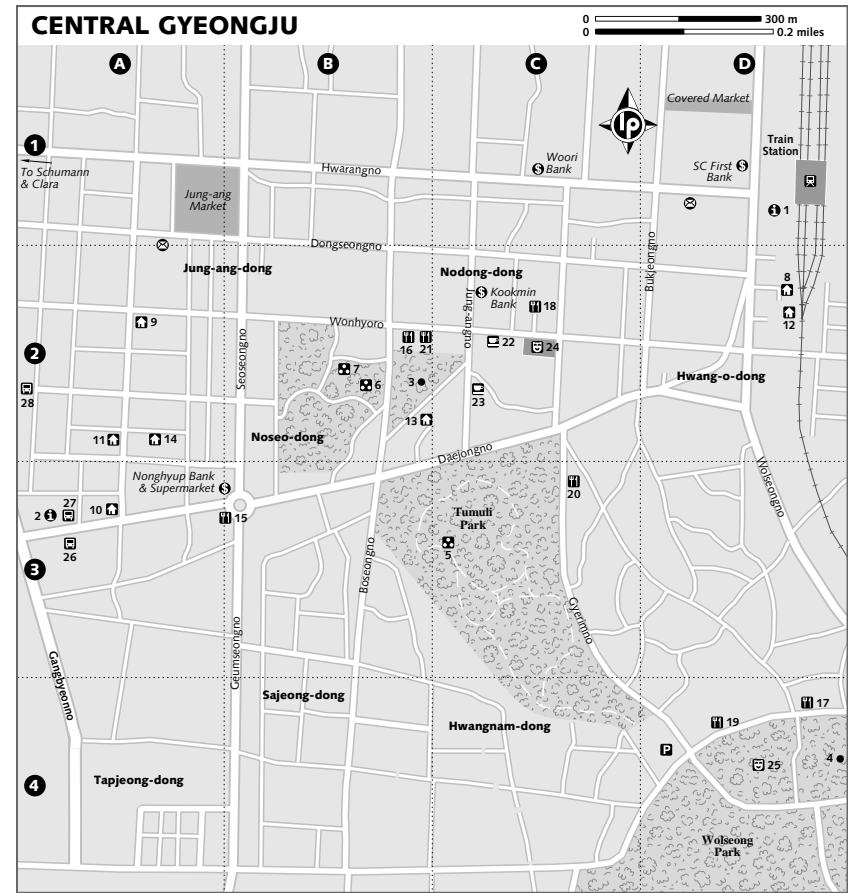 CENTRAL GYEONGJU
0 300 m
0 0.2 miles
A
B
C
D
Covered Market
lp
1
To Schumann
& Clara
Hwarangno
Woori
Bank
SC First
Bank
Train
Station
Jung-ang
Market
1
Dongseongno
Jung-ang-dong
Nodong-dong
Bukjeongno
8
Jung-angno
Kookmin
Bank
18
12
9
Wonhyoro
16
21
22
24
2
Seoseongno
7
6
3
23
Hwang-o-dong
28
13
11
14
Noseo-dong
Daejongno
Nonghyup Bank
& Supermarket
Wolseongno
20
27
2
10
15
Tumuli
Park
5
26
3
Boseongno
Gyerimno
Gangbyeonno
Geumseongno
Sajeong-dong
Hwangnam-dong
17
19
P
25
4
Tapjeong-dong
4
Wolseong
Park